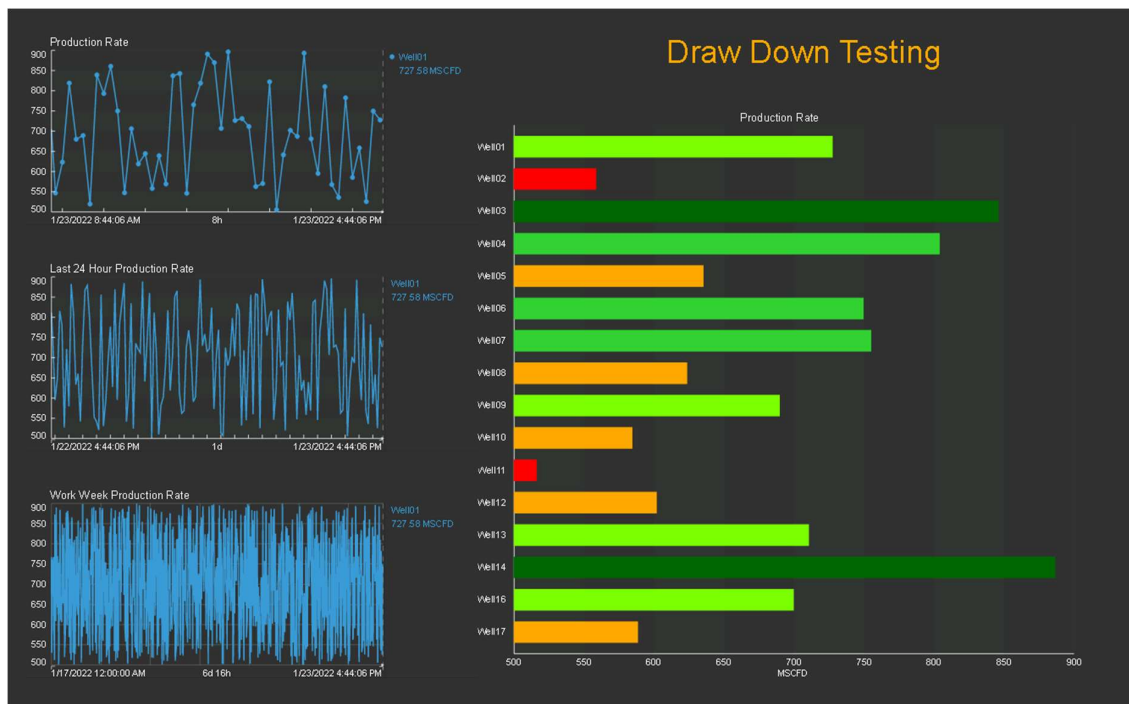 Draw Down Testing
Production Rate
900
850
800
750
700
650
600
550
500
1/23/2022 8:44:06 AM 8h 1/23/2022 4:44:06 PM
Well01
727.58 MSCFD
Last 24 Hour Production Rate
900
850
800
750
700
650
600
550
500
1/22/2022 4:44:06 PM 1d 1/23/2022 4:44:06 PM
Well01
727.58 MSCFD
Work Week Production Rate
900
850
800
750
700
650
600
550
500
1/17/2022 12:00:00 AM 6d 16h 1/23/2022 4:44:06 PM
Well01
727.58 MSCFD
Production Rate
Well01
Well02
Well03
Well04
Well05
Well06
Well07
Well08
Well09
Well10
Well11
Well12
Well13
Well14
Well16
Well17
500 550 600 650 700 750 800 850 900
MSCFD